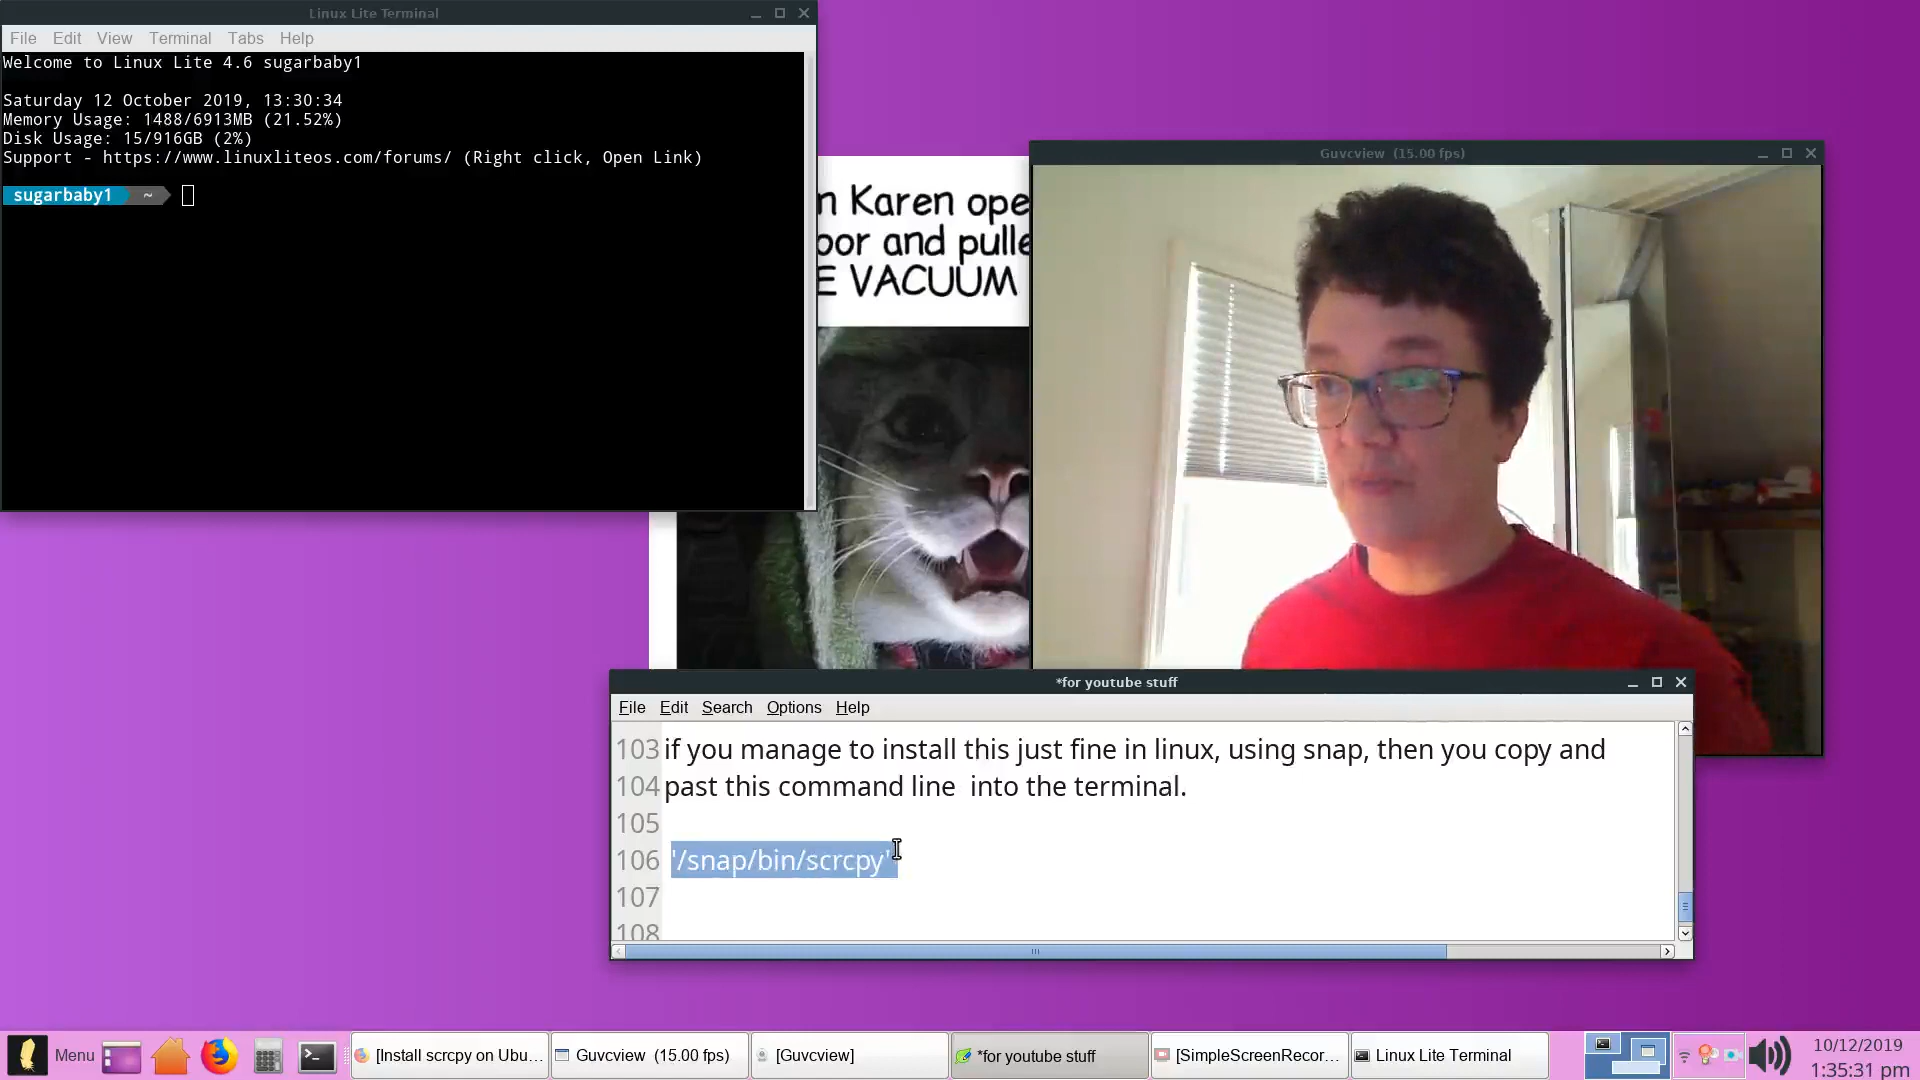 Linux Lite Terminal
File Edit View Terminal Tabs Help
Welcome to Linux Lite 4.6 sugarbaby1
Saturday 12 October 2019, 13:30:34
Memory Usage: 1488/6913MB (21.52%)
Disk Usage: 15/916GB (2%)
Support - https://www.linuxliteos.com/forums/ (Right click, Open Link)
sugarbaby1 ~
n Karen ope
oor and pulle
E VACUUM
Guvcview (15.00 fps)
*for youtube stuff
File Edit Search Options Help
103 if you manage to install this just fine in linux, using snap, then you copy and
104 past this command line  into the terminal.
105
106 '/snap/bin/scrcpy'
107
108
Menu
[Install scrcpy on Ubu...
Guvcview (15.00 fps)
[Guvcview]
*for youtube stuff
[SimpleScreenRecor...
Linux Lite Terminal
10/12/2019
1:35:31 pm